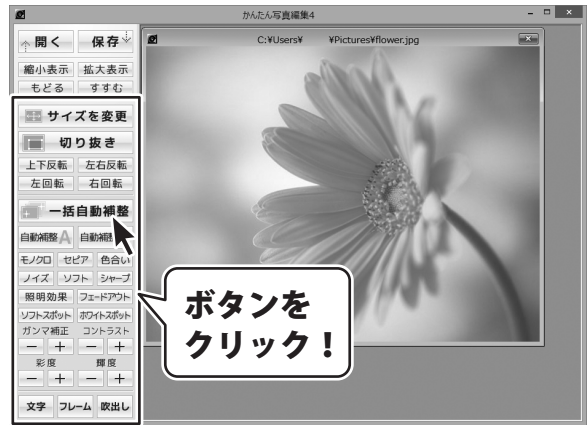 かんたん写真編集4
開く 保存
C:¥Users¥ ¥Pictures¥flower.jpg
縮小表示 拡大表示
もどる すすむ
サイズを変更
切り抜き
上下反転 左右反転
左回転 右回転
一括自動補整
自動補整A 自動補整
モノクロ セピア 色合い
ノイズ ソフト シャープ
照明効果 フェードアウト
ソフトスポット ホワイトスポット
ガンマ補正 コントラスト
− + − +
彩度 輝度
− + − +
文字 フレーム 吹出し
ボタンを
クリック！